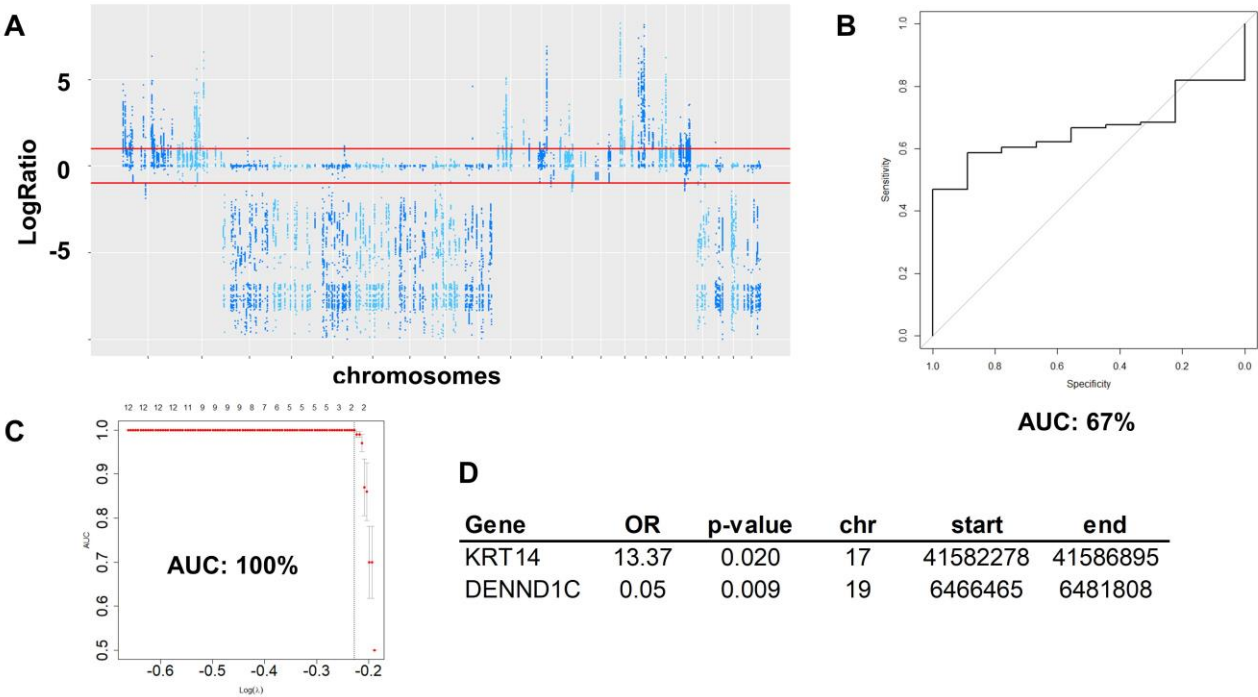 A
LogRatio
5
0
-5
chromosomes
B
Sensitivity
1.0
0.8
0.6
0.4
0.2
0.0
1.0 0.8 0.6 0.4 0.2 0.0
Specificity
AUC: 67%
C
12 12 12 12 11 9 9 9 9 8 7 6 5 5 5 3 2 2
AUC
1.0
0.9
0.8
0.7
0.6
0.5
AUC: 100%
-0.6 -0.5 -0.4 -0.3 -0.2
Log(λ)
D
Gene OR p-value chr start end
KRT14 13.37 0.020 17 41582278 41586895
DENND1C 0.05 0.009 19 6466465 6481808